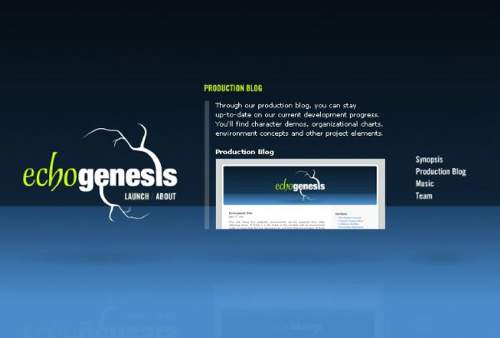 PRODUCTION BLOG
Through our production blog, you can stay
up-to-date on our current development progress.
You'll find character demos, organizational charts,
environment concepts and other project elements.
Production Blog
echogenesis
LAUNCH / ABOUT
echogenesis
Synopsis
Production Blog
Music
Team